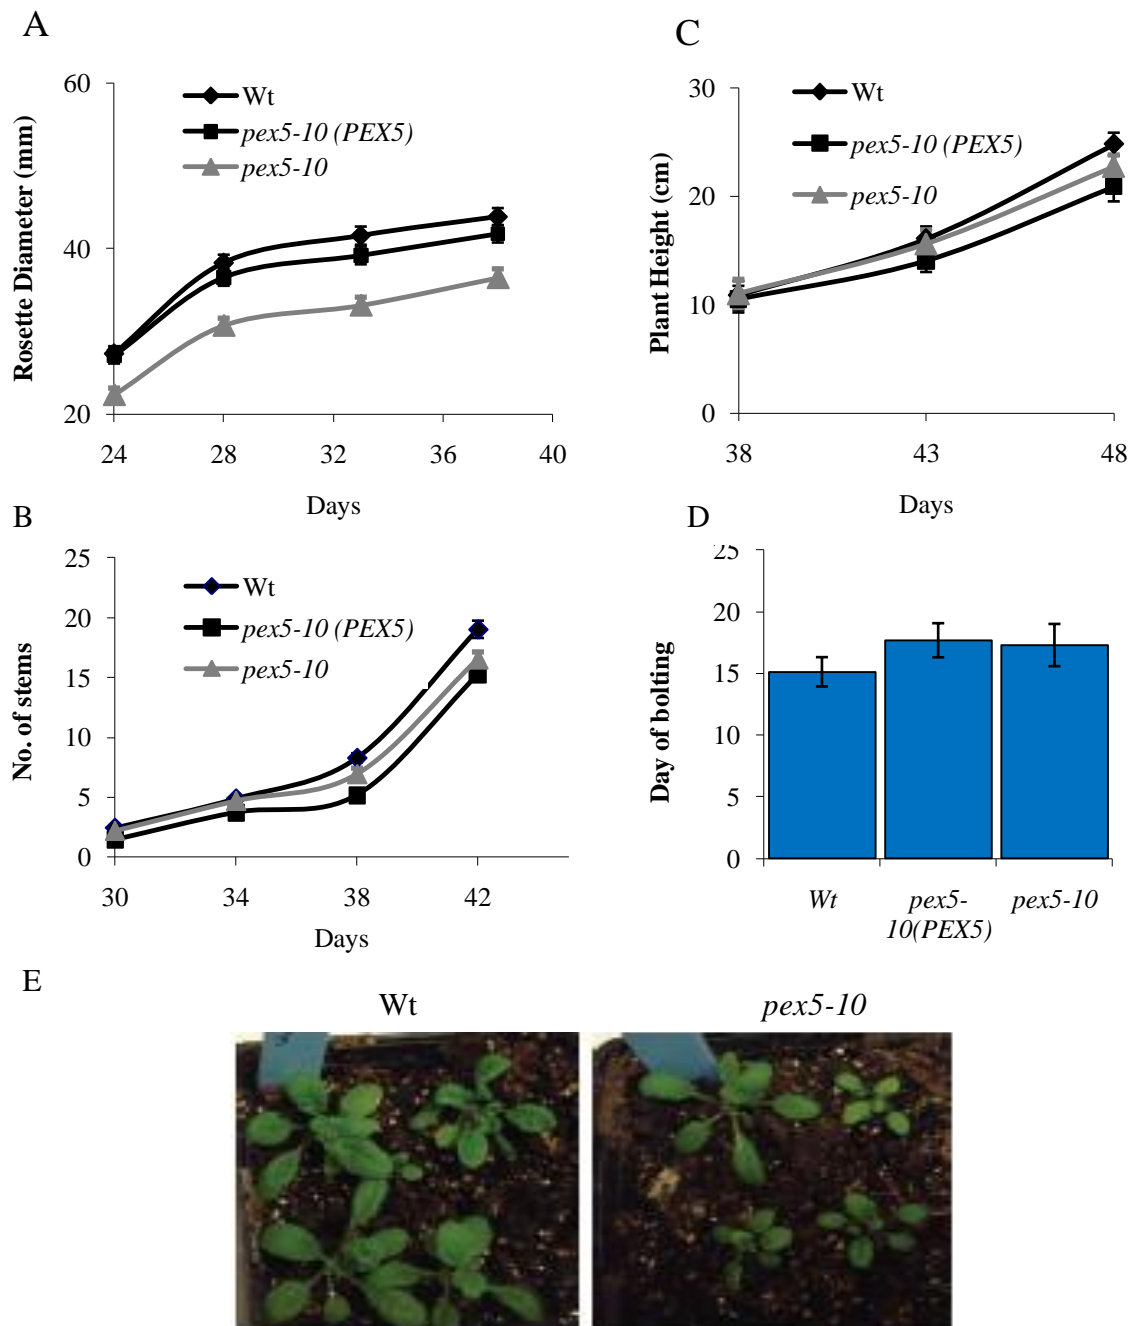 A
60
40
20
Rosette Diameter (mm)
Wt
pex5-10 (PEX5)
pex5-10
24 28 32 36 40
Days
C
30
20
10
0
Plant Height (cm)
Wt
pex5-10 (PEX5)
pex5-10
38 43 48
Days
B
25
20
15
10
5
0
No. of stems
Wt
pex5-10 (PEX5)
pex5-10
30 34 38 42
Days
D
25
20
15
10
5
0
Day of bolting
Wt
pex5-
10(PEX5)
pex5-10
E
Wt
pex5-10